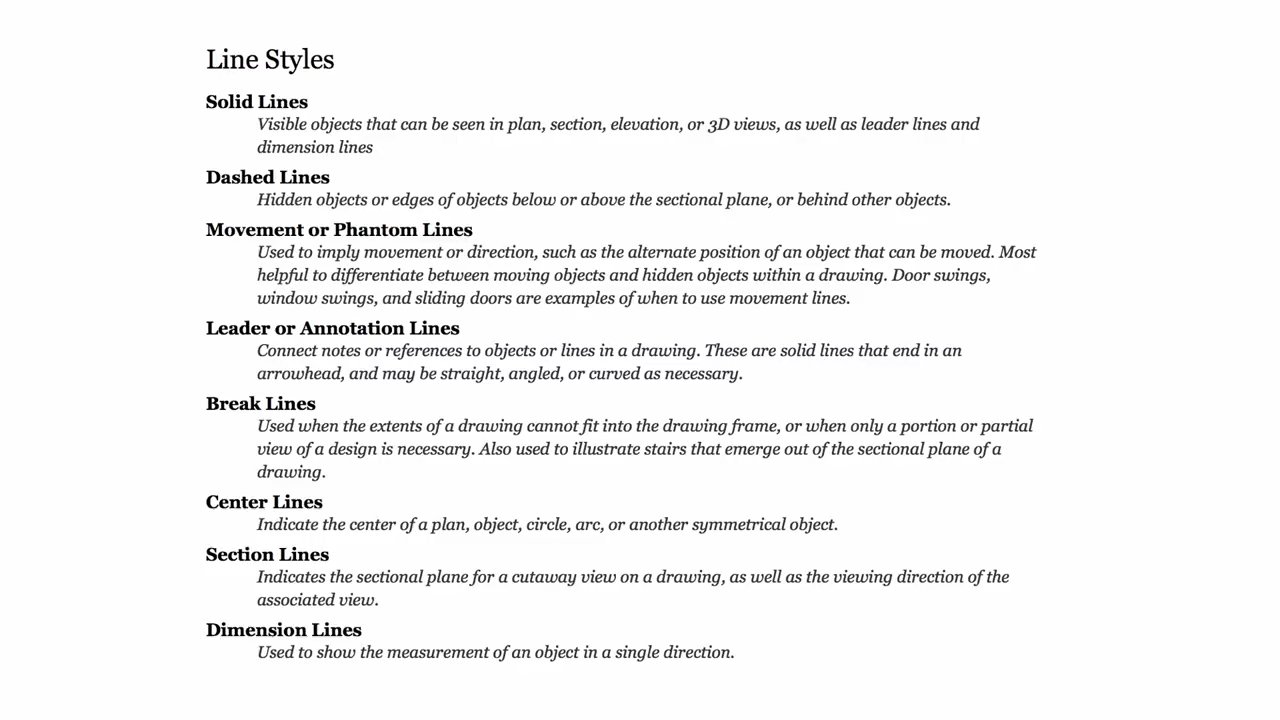 Line Styles
Solid Lines
Visible objects that can be seen in plan, section, elevation, or 3D views, as well as leader lines and
dimension lines
Dashed Lines
Hidden objects or edges of objects below or above the sectional plane, or behind other objects.
Movement or Phantom Lines
Used to imply movement or direction, such as the alternate position of an object that can be moved. Most
helpful to differentiate between moving objects and hidden objects within a drawing. Door swings,
window swings, and sliding doors are examples of when to use movement lines.
Leader or Annotation Lines
Connect notes or references to objects or lines in a drawing. These are solid lines that end in an
arrowhead, and may be straight, angled, or curved as necessary.
Break Lines
Used when the extents of a drawing cannot fit into the drawing frame, or when only a portion or partial
view of a design is necessary. Also used to illustrate stairs that emerge out of the sectional plane of a
drawing.
Center Lines
Indicate the center of a plan, object, circle, arc, or another symmetrical object.
Section Lines
Indicates the sectional plane for a cutaway view on a drawing, as well as the viewing direction of the
associated view.
Dimension Lines
Used to show the measurement of an object in a single direction.